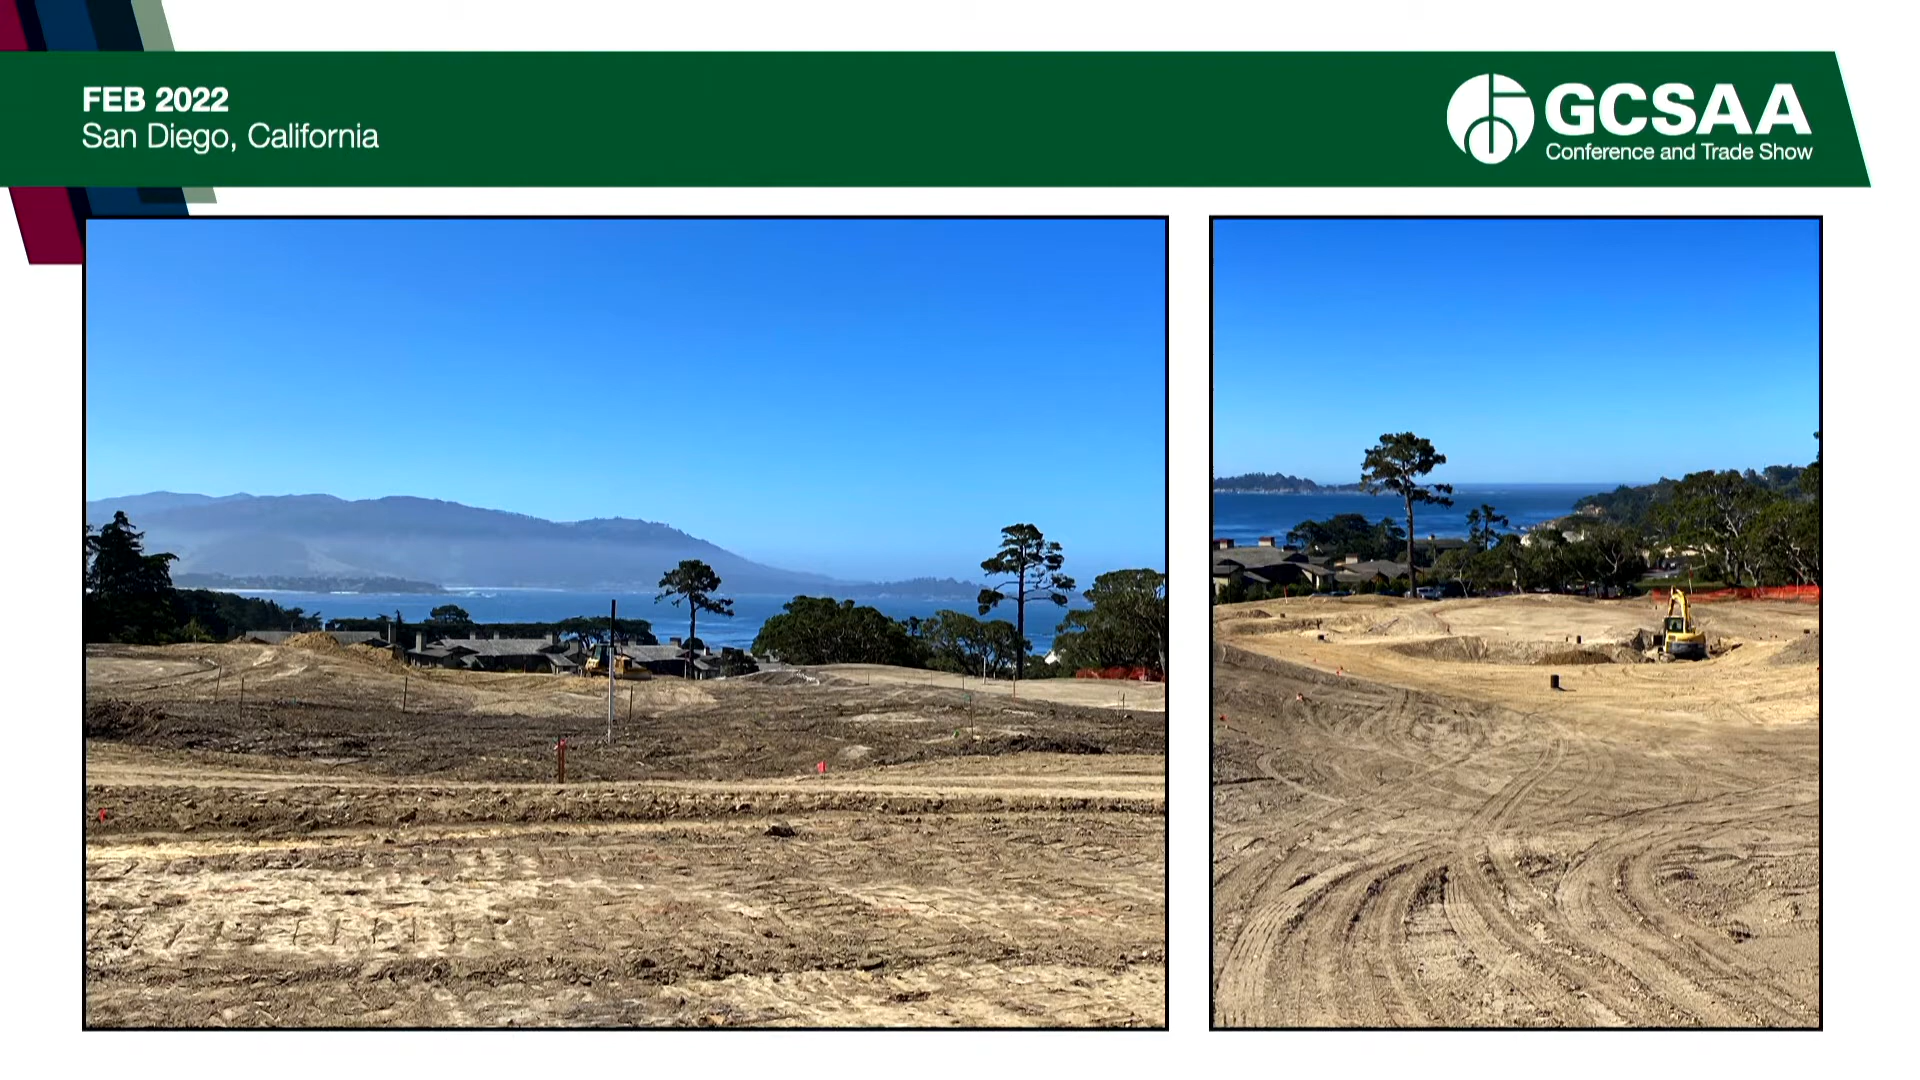 FEB 2022
San Diego, California
GCSAA
Conference and Trade Show